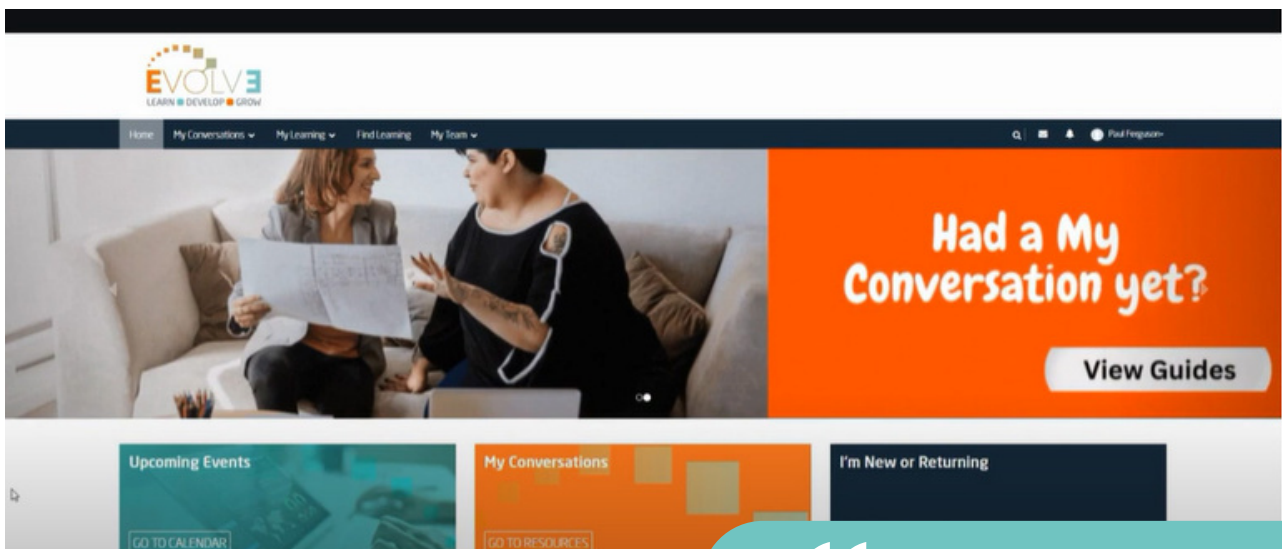 EVOLVE
LEARN DEVELOP GROW
Home My Conversations My Learning Find Learning My Team Paul Ferguson
Had a My
Conversation yet?
View Guides
Upcoming Events
GO TO CALENDAR
My Conversations
GO TO RESOURCES
I'm New or Returning